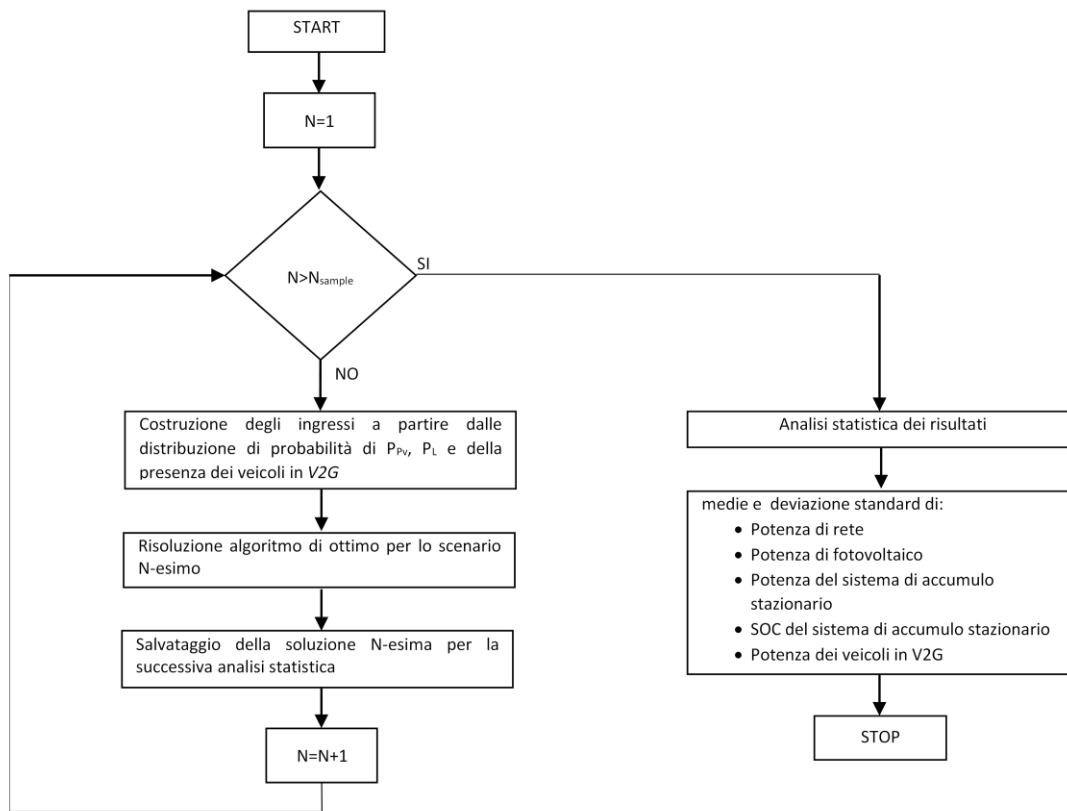 START
N=1
N>Nsample
SI
NO
Costruzione degli ingressi a partire dalle
distribuzione di probabilità di PPv, PL e della
presenza dei veicoli in V2G
Risoluzione algoritmo di ottimo per lo scenario
N-esimo
Salvataggio della soluzione N-esima per la
successiva analisi statistica
N=N+1
Analisi statistica dei risultati
medie e deviazione standard di:
• Potenza di rete
• Potenza di fotovoltaico
• Potenza del sistema di accumulo
stazionario
• SOC del sistema di accumulo stazionario
• Potenza dei veicoli in V2G
STOP